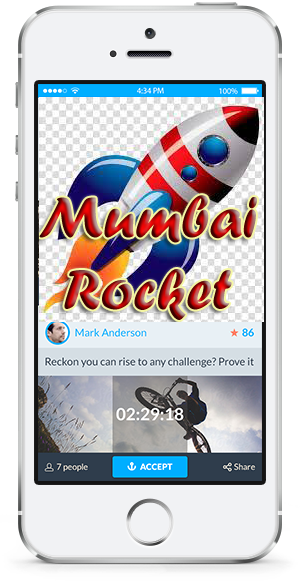 4:34 PM 100%
Mumbai
Rocket
Mark Anderson 86
Reckon you can rise to any challenge? Prove it
02:29:18
7 people ACCEPT Share